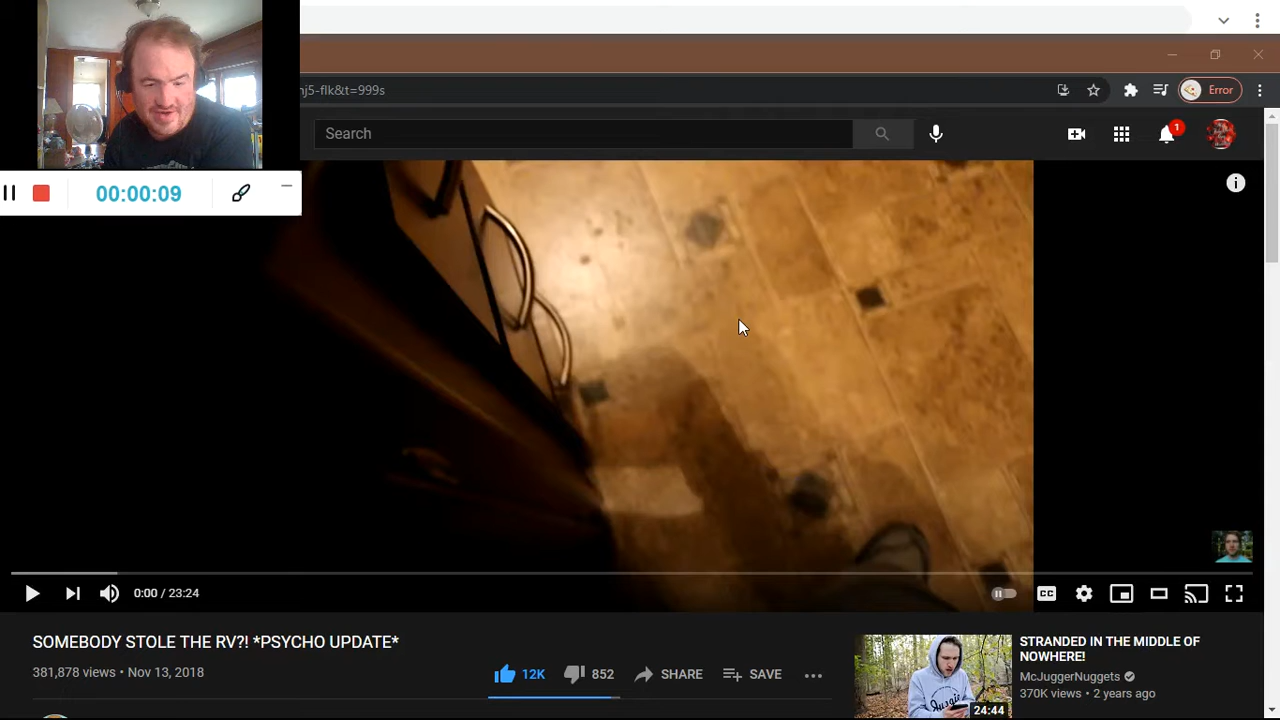 nj5-flk&t=999s
Error
Search
1
00:00:09
0:00 / 23:24
CC
SOMEBODY STOLE THE RV?! *PSYCHO UPDATE*
381,878 views • Nov 13, 2018
12K
852
SHARE
SAVE
STRANDED IN THE MIDDLE OF
NOWHERE!
McJuggerNuggets
370K views • 2 years ago
24:44